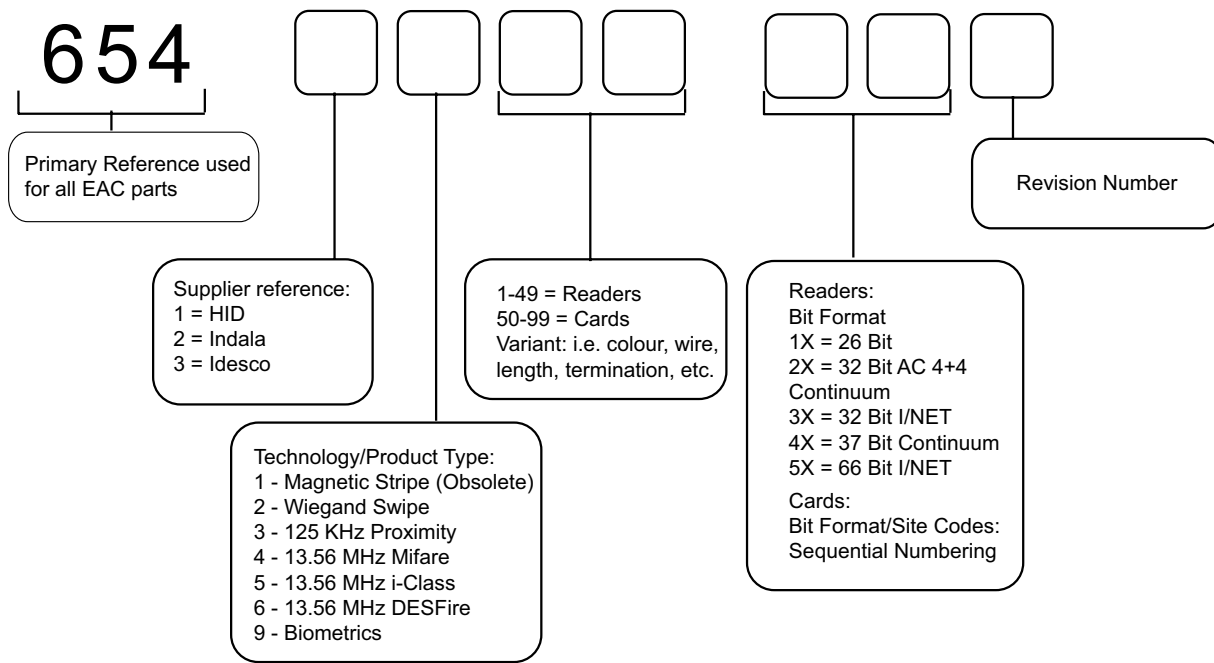 654
Primary Reference used
for all EAC parts
Revision Number
Supplier reference:
1 = HID
2 = Indala
3 = Idesco
1-49 = Readers
50-99 = Cards
Variant: i.e. colour, wire,
length, termination, etc.
Readers:
Bit Format
1X = 26 Bit
2X = 32 Bit AC 4+4
Continuum
3X = 32 Bit I/NET
4X = 37 Bit Continuum
5X = 66 Bit I/NET
Cards:
Bit Format/Site Codes:
Sequential Numbering
Technology/Product Type:
1 - Magnetic Stripe (Obsolete)
2 - Wiegand Swipe
3 - 125 KHz Proximity
4 - 13.56 MHz Mifare
5 - 13.56 MHz i-Class
6 - 13.56 MHz DESFire
9 - Biometrics